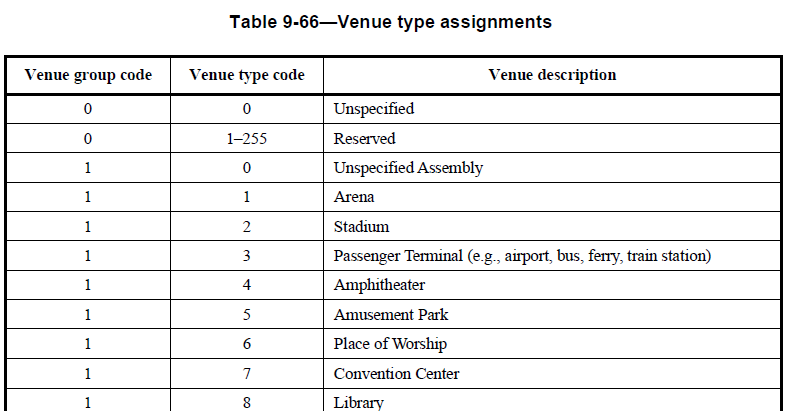 Table 9-66—Venue type assignments
Venue group code Venue type code Venue description
0 0 Unspecified
0 1–255 Reserved
1 0 Unspecified Assembly
1 1 Arena
1 2 Stadium
1 3 Passenger Terminal (e.g., airport, bus, ferry, train station)
1 4 Amphitheater
1 5 Amusement Park
1 6 Place of Worship
1 7 Convention Center
1 8 Library